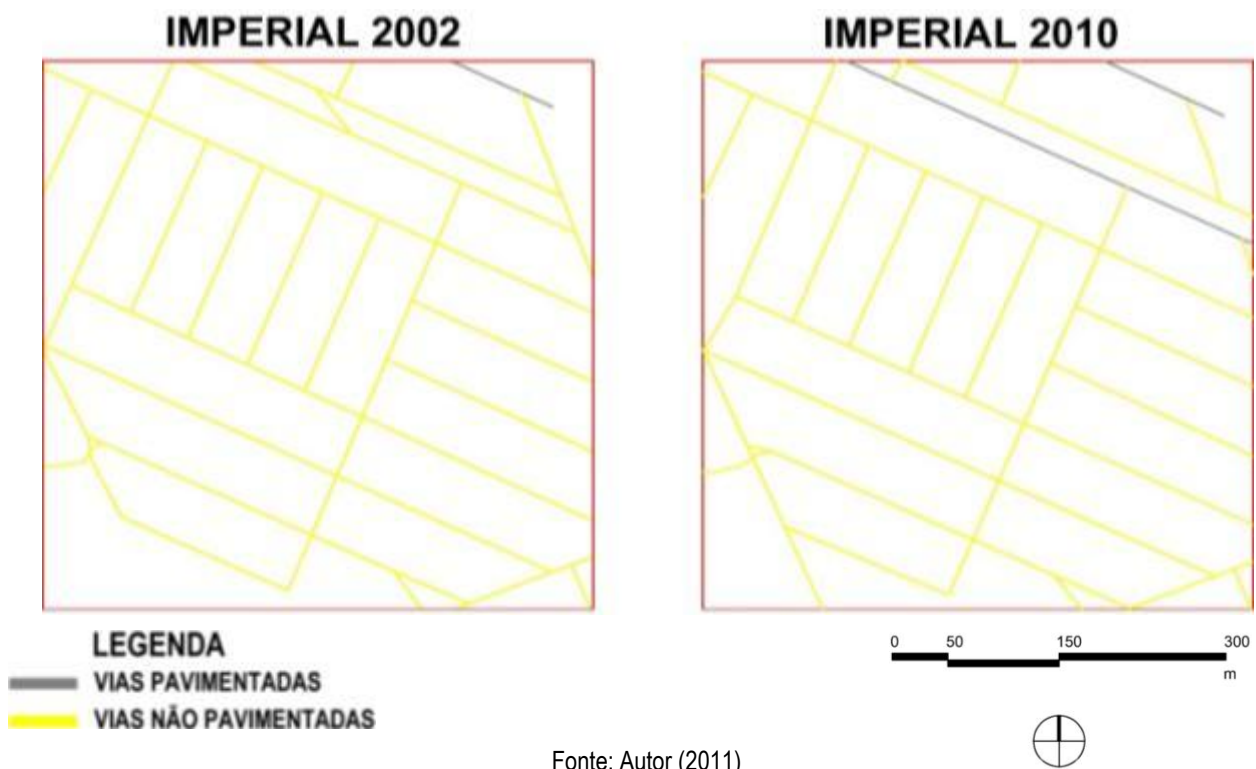 IMPERIAL 2002
IMPERIAL 2010
LEGENDA
VIAS PAVIMENTADAS
VIAS NÃO PAVIMENTADAS
0 50 150 300
m
Fonte: Autor (2011)